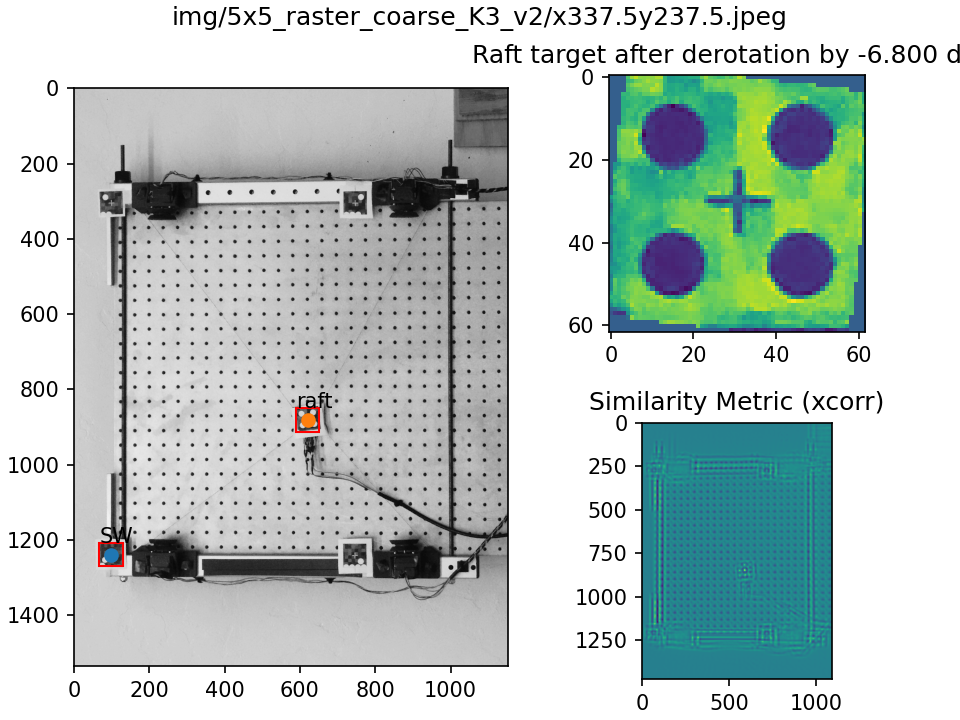 img/5x5_raster_coarse_K3_v2/x337.5y237.5.jpeg
Raft target after derotation by -6.800 d
0
200
400
600
800
1000
1200
1400
0 200 400 600 800 1000
raft
SW
0
20
40
60
0 20 40 60
Similarity Metric (xcorr)
0
250
500
750
1000
1250
0 500 1000